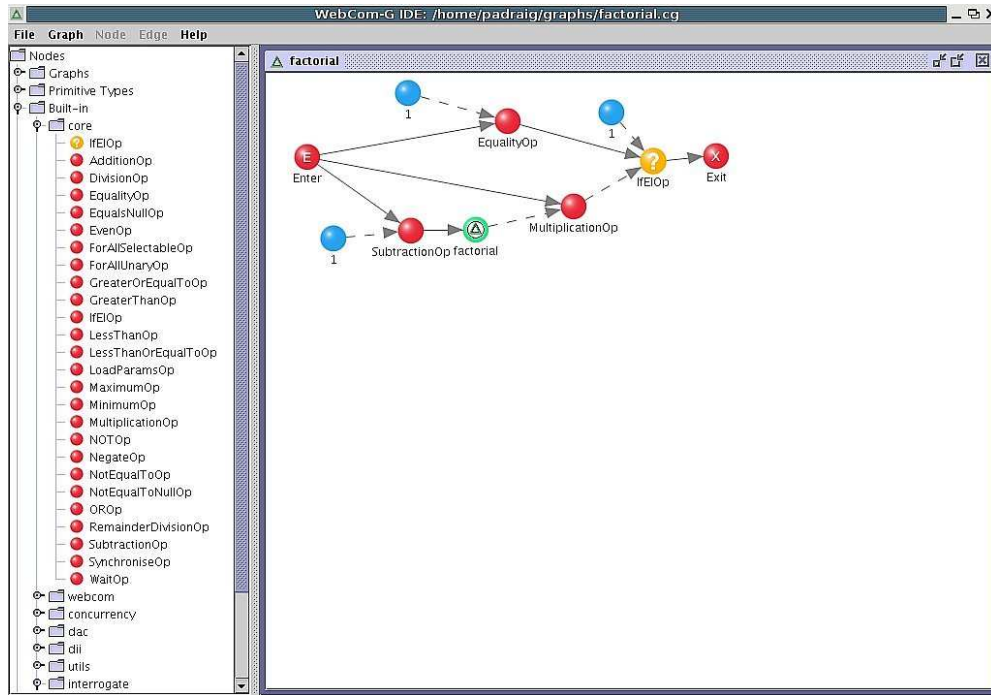 WebCom-G IDE: /home/padraig/graphs/factorial.cg
File Graph Node Edge Help
Nodes
Graphs
Primitive Types
Built-in
core
IfElOp
AdditionOp
DivisionOp
EqualityOp
EqualsNullOp
EvenOp
ForAllSelectableOp
ForAllUnaryOp
GreaterOrEqualToOp
GreaterThanOp
IfElOp
LessThanOp
LessThanOrEqualToOp
LoadParamsOp
MaximumOp
MinimumOp
MultiplicationOp
NOTOp
NegateOp
NotEqualToOp
NotEqualToNullOp
OROp
RemainderDivisionOp
SubtractionOp
SynchroniseOp
WaitOp
webcom
concurrency
dac
dii
utils
interrogate
factorial
1
EqualityOp
1
E
Enter
?
IfElOp
X
Exit
MultiplicationOp
1
SubtractionOp
factorial